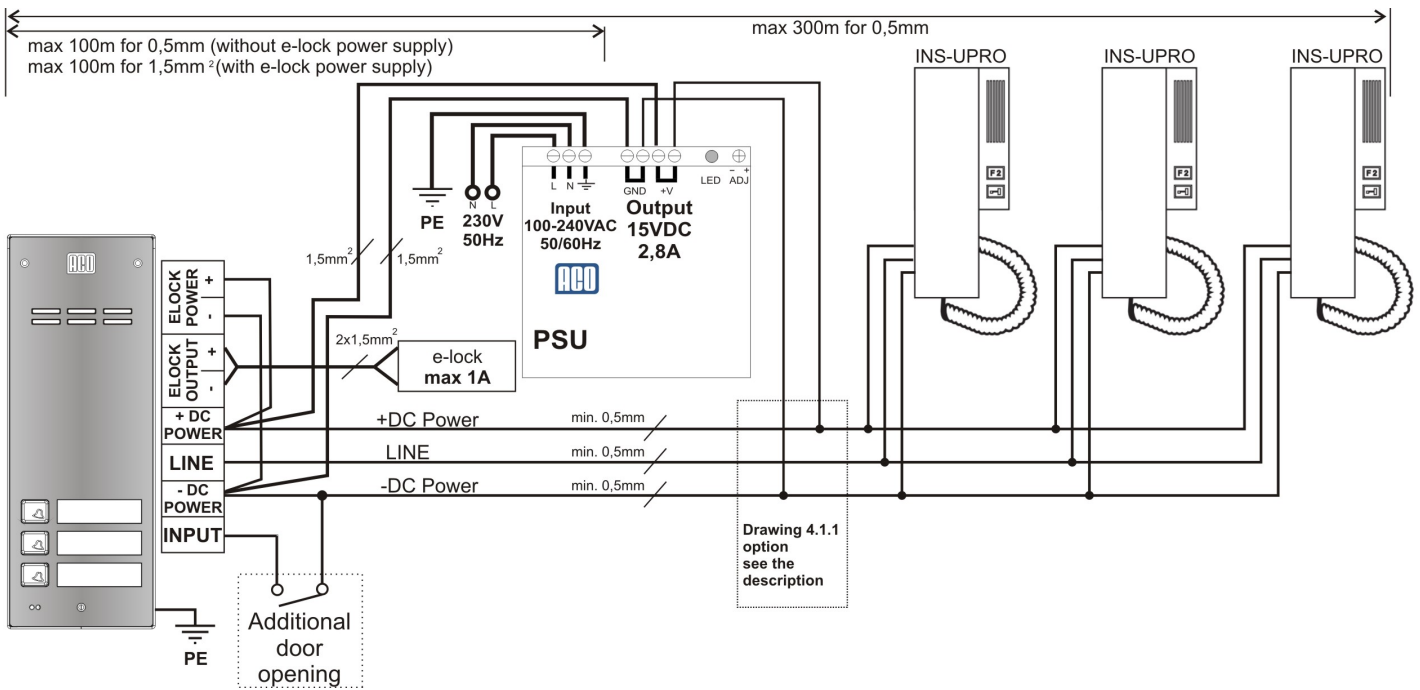 max 300m for 0,5mm
max 100m for 0,5mm (without e-lock power supply)
max 100m for 1,5mm ² (with e-lock power supply)
INS-UPRO
INS-UPRO
INS-UPRO
F2
F2
F2
L N
GND +V
LED
- +
ADJ
Input
100-240VAC
50/60Hz
Output
15VDC
2,8A
ACO
PSU
PE
N L
230V
50Hz
1,5mm²
1,5mm²
ACO
ELOCK
POWER
+
-
ELOCK
OUTPUT
+
-
+ DC
POWER
LINE
- DC
POWER
INPUT
2x1,5mm²
e-lock
max 1A
+DC Power
min. 0,5mm
LINE
min. 0,5mm
-DC Power
min. 0,5mm
Drawing 4.1.1
option
see the
description
Additional
door
opening
PE